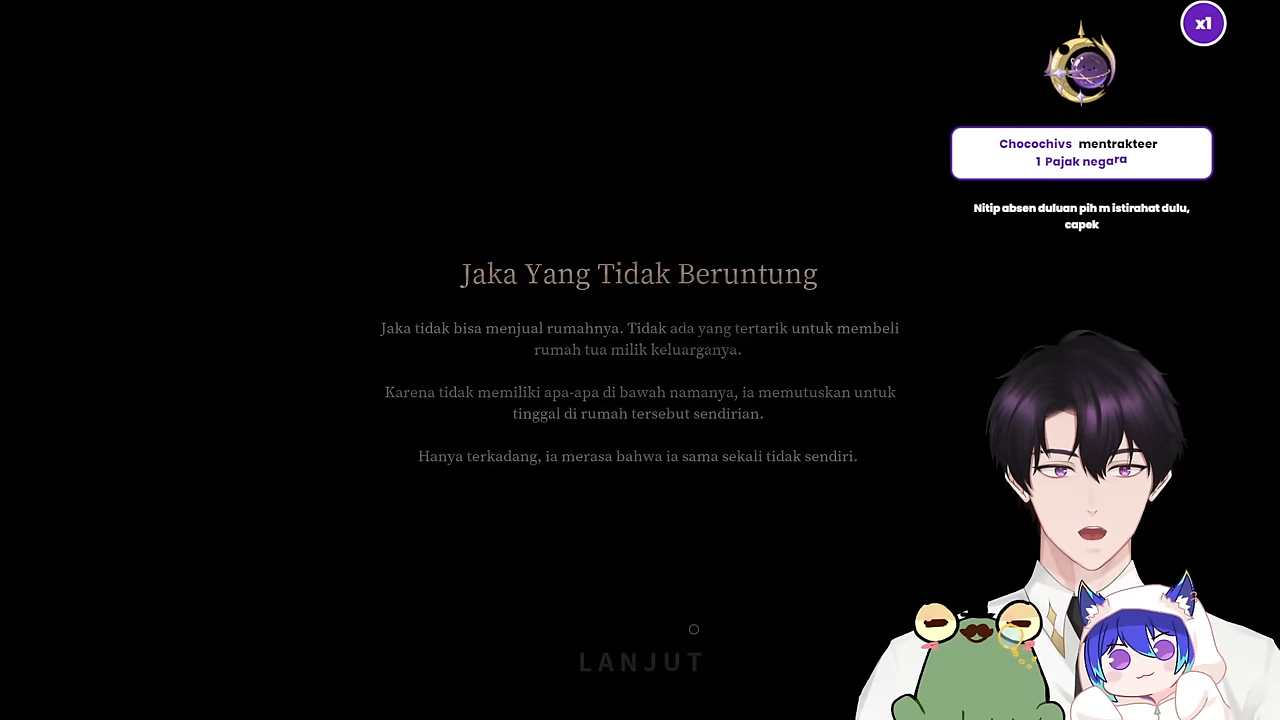 x1
Chocochivs mentrakteer
1 Pajak negara
Nitip absen duluan pih m istirahat dulu,
capek
Jaka Yang Tidak Beruntung
Jaka tidak bisa menjual rumahnya. Tidak ada yang tertarik untuk membeli
rumah tua milik keluarganya.
Karena tidak memiliki apa-apa di bawah namanya, ia memutuskan untuk
tinggal di rumah tersebut sendirian.
Hanya terkadang, ia merasa bahwa ia sama sekali tidak sendiri.
LANJUT